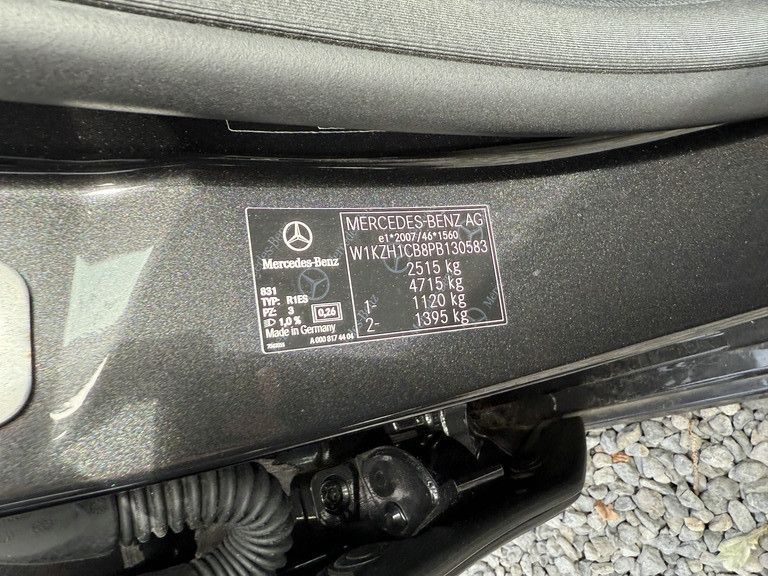 MERCEDES-BENZ AG
e1*2007/46*1560
W1KZH1CB8PB130583
2515 kg
4715 kg
1- 1120 kg
2- 1395 kg
Mercedes-Benz
831
TYP: R1ES
PZ: 3
1,0 % 0,26
Made in Germany
A 000 817 44 04